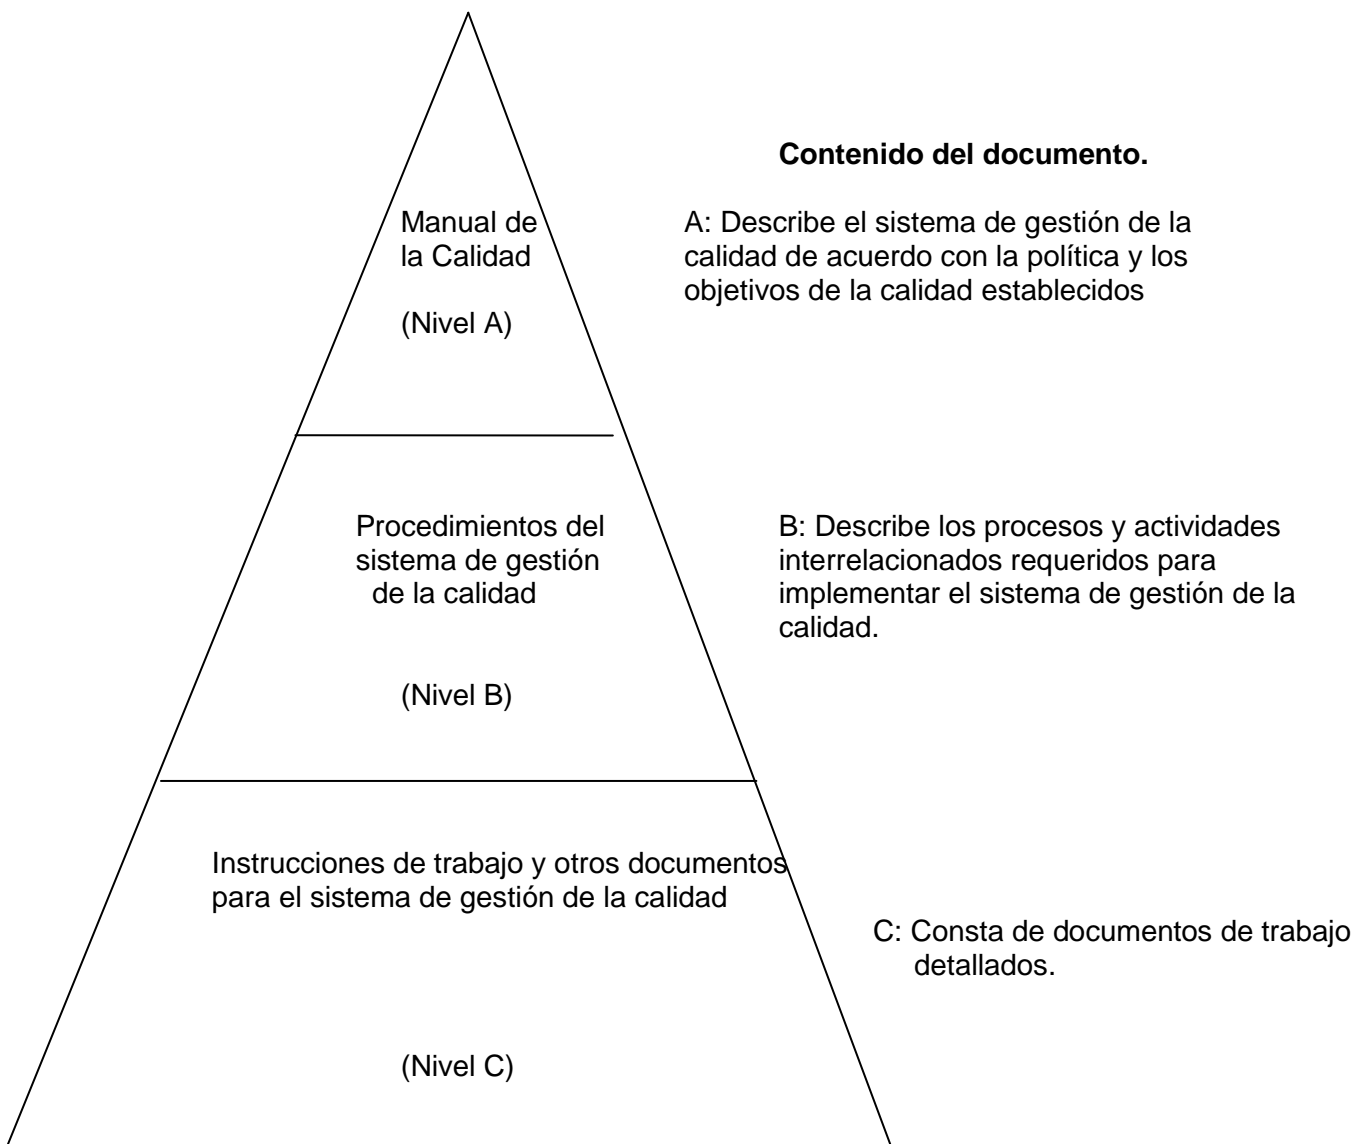 Contenido del documento.
Manual de
la Calidad
(Nivel A)
A: Describe el sistema de gestión de la
calidad de acuerdo con la política y los
objetivos de la calidad establecidos
Procedimientos del
sistema de gestión
de la calidad
(Nivel B)
B: Describe los procesos y actividades
interrelacionados requeridos para
implementar el sistema de gestión de la
calidad.
Instrucciones de trabajo y otros documentos
para el sistema de gestión de la calidad
(Nivel C)
C: Consta de documentos de trabajo
detallados.